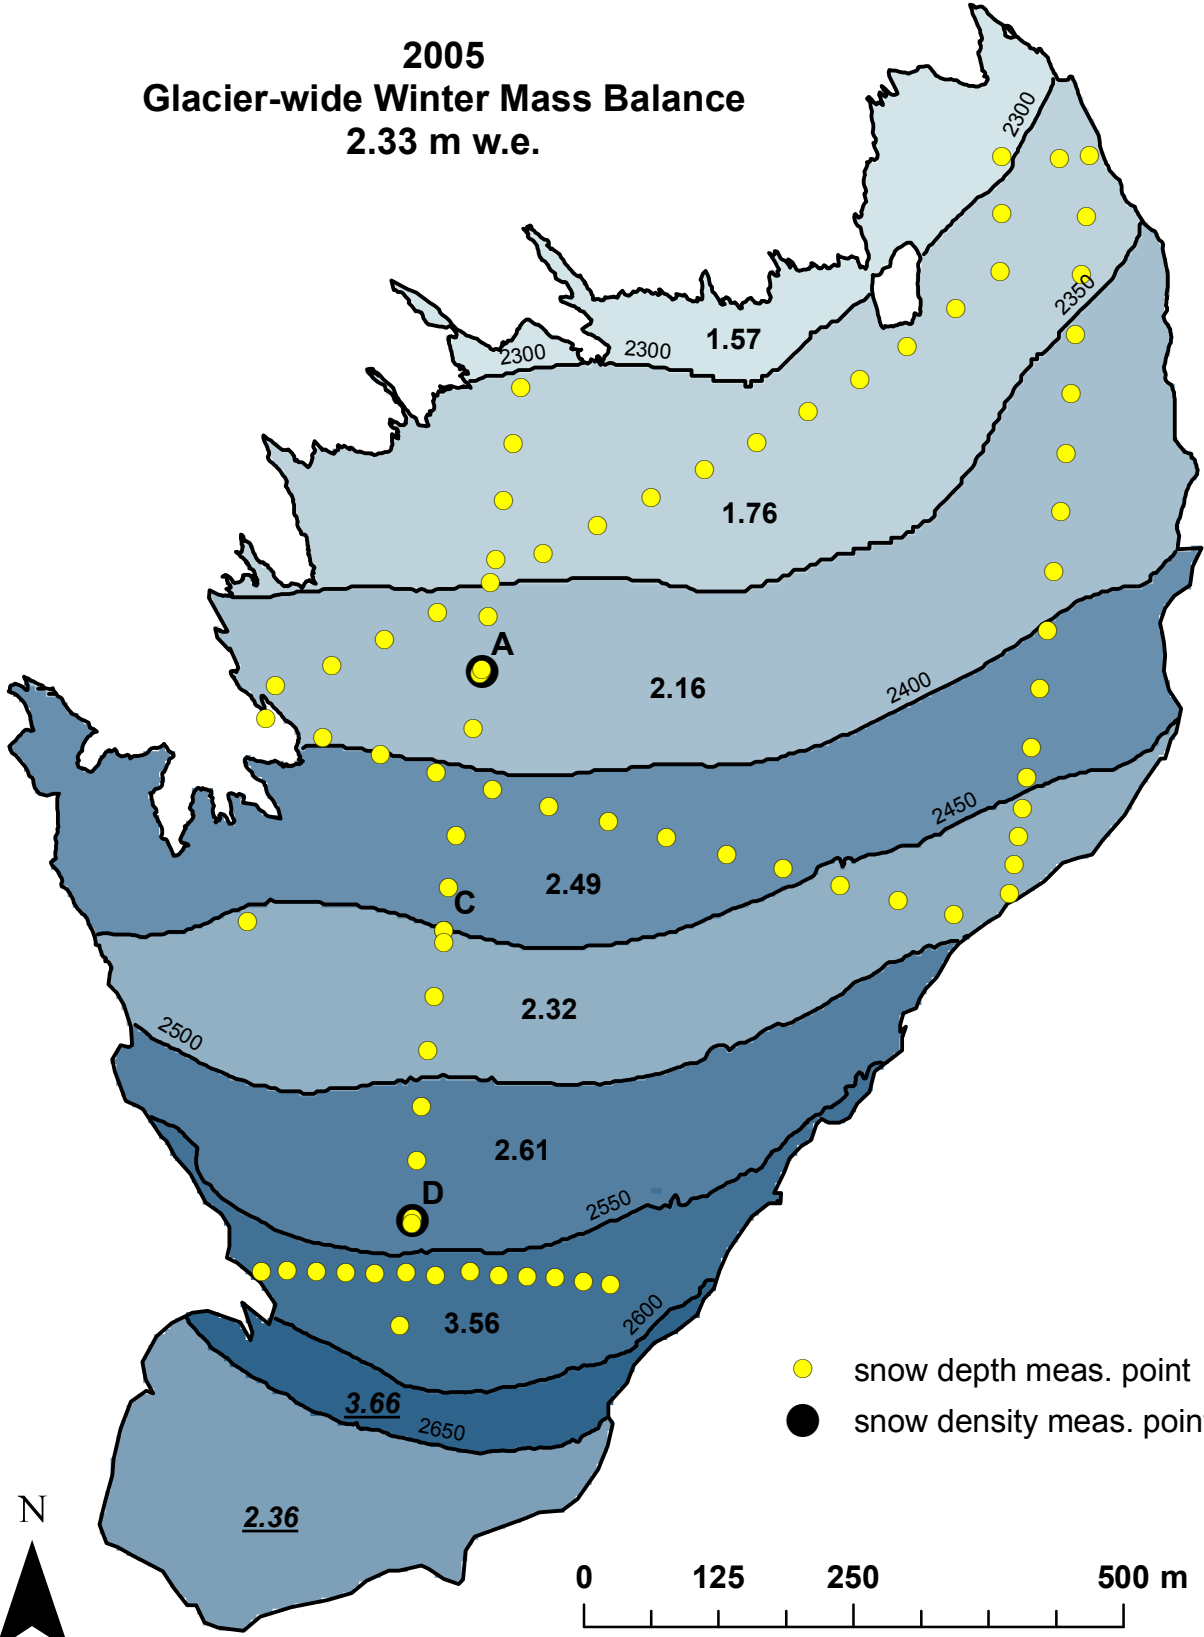 2005
Glacier-wide Winter Mass Balance
2.33 m w.e.
2300
2350
1.57
2300
2300
1.76
A
2.16
2400
2450
2.49
C
2.32
2500
2.61
D
2550
3.56
2600
snow depth meas. point
3.66
snow density meas. poin
2650
2.36
N
0 125 250 500 m